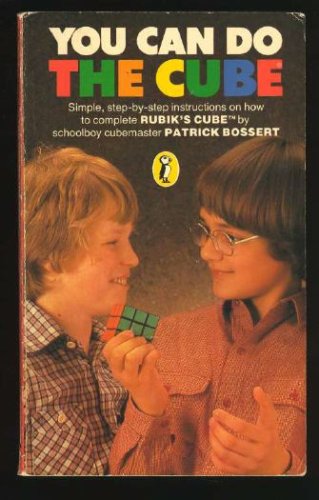 YOU CAN DO
THE CUBE
Simple, step-by-step instructions on how
to complete RUBIK'S CUBE™ by
schoolboy cubemaster PATRICK BOSSERT